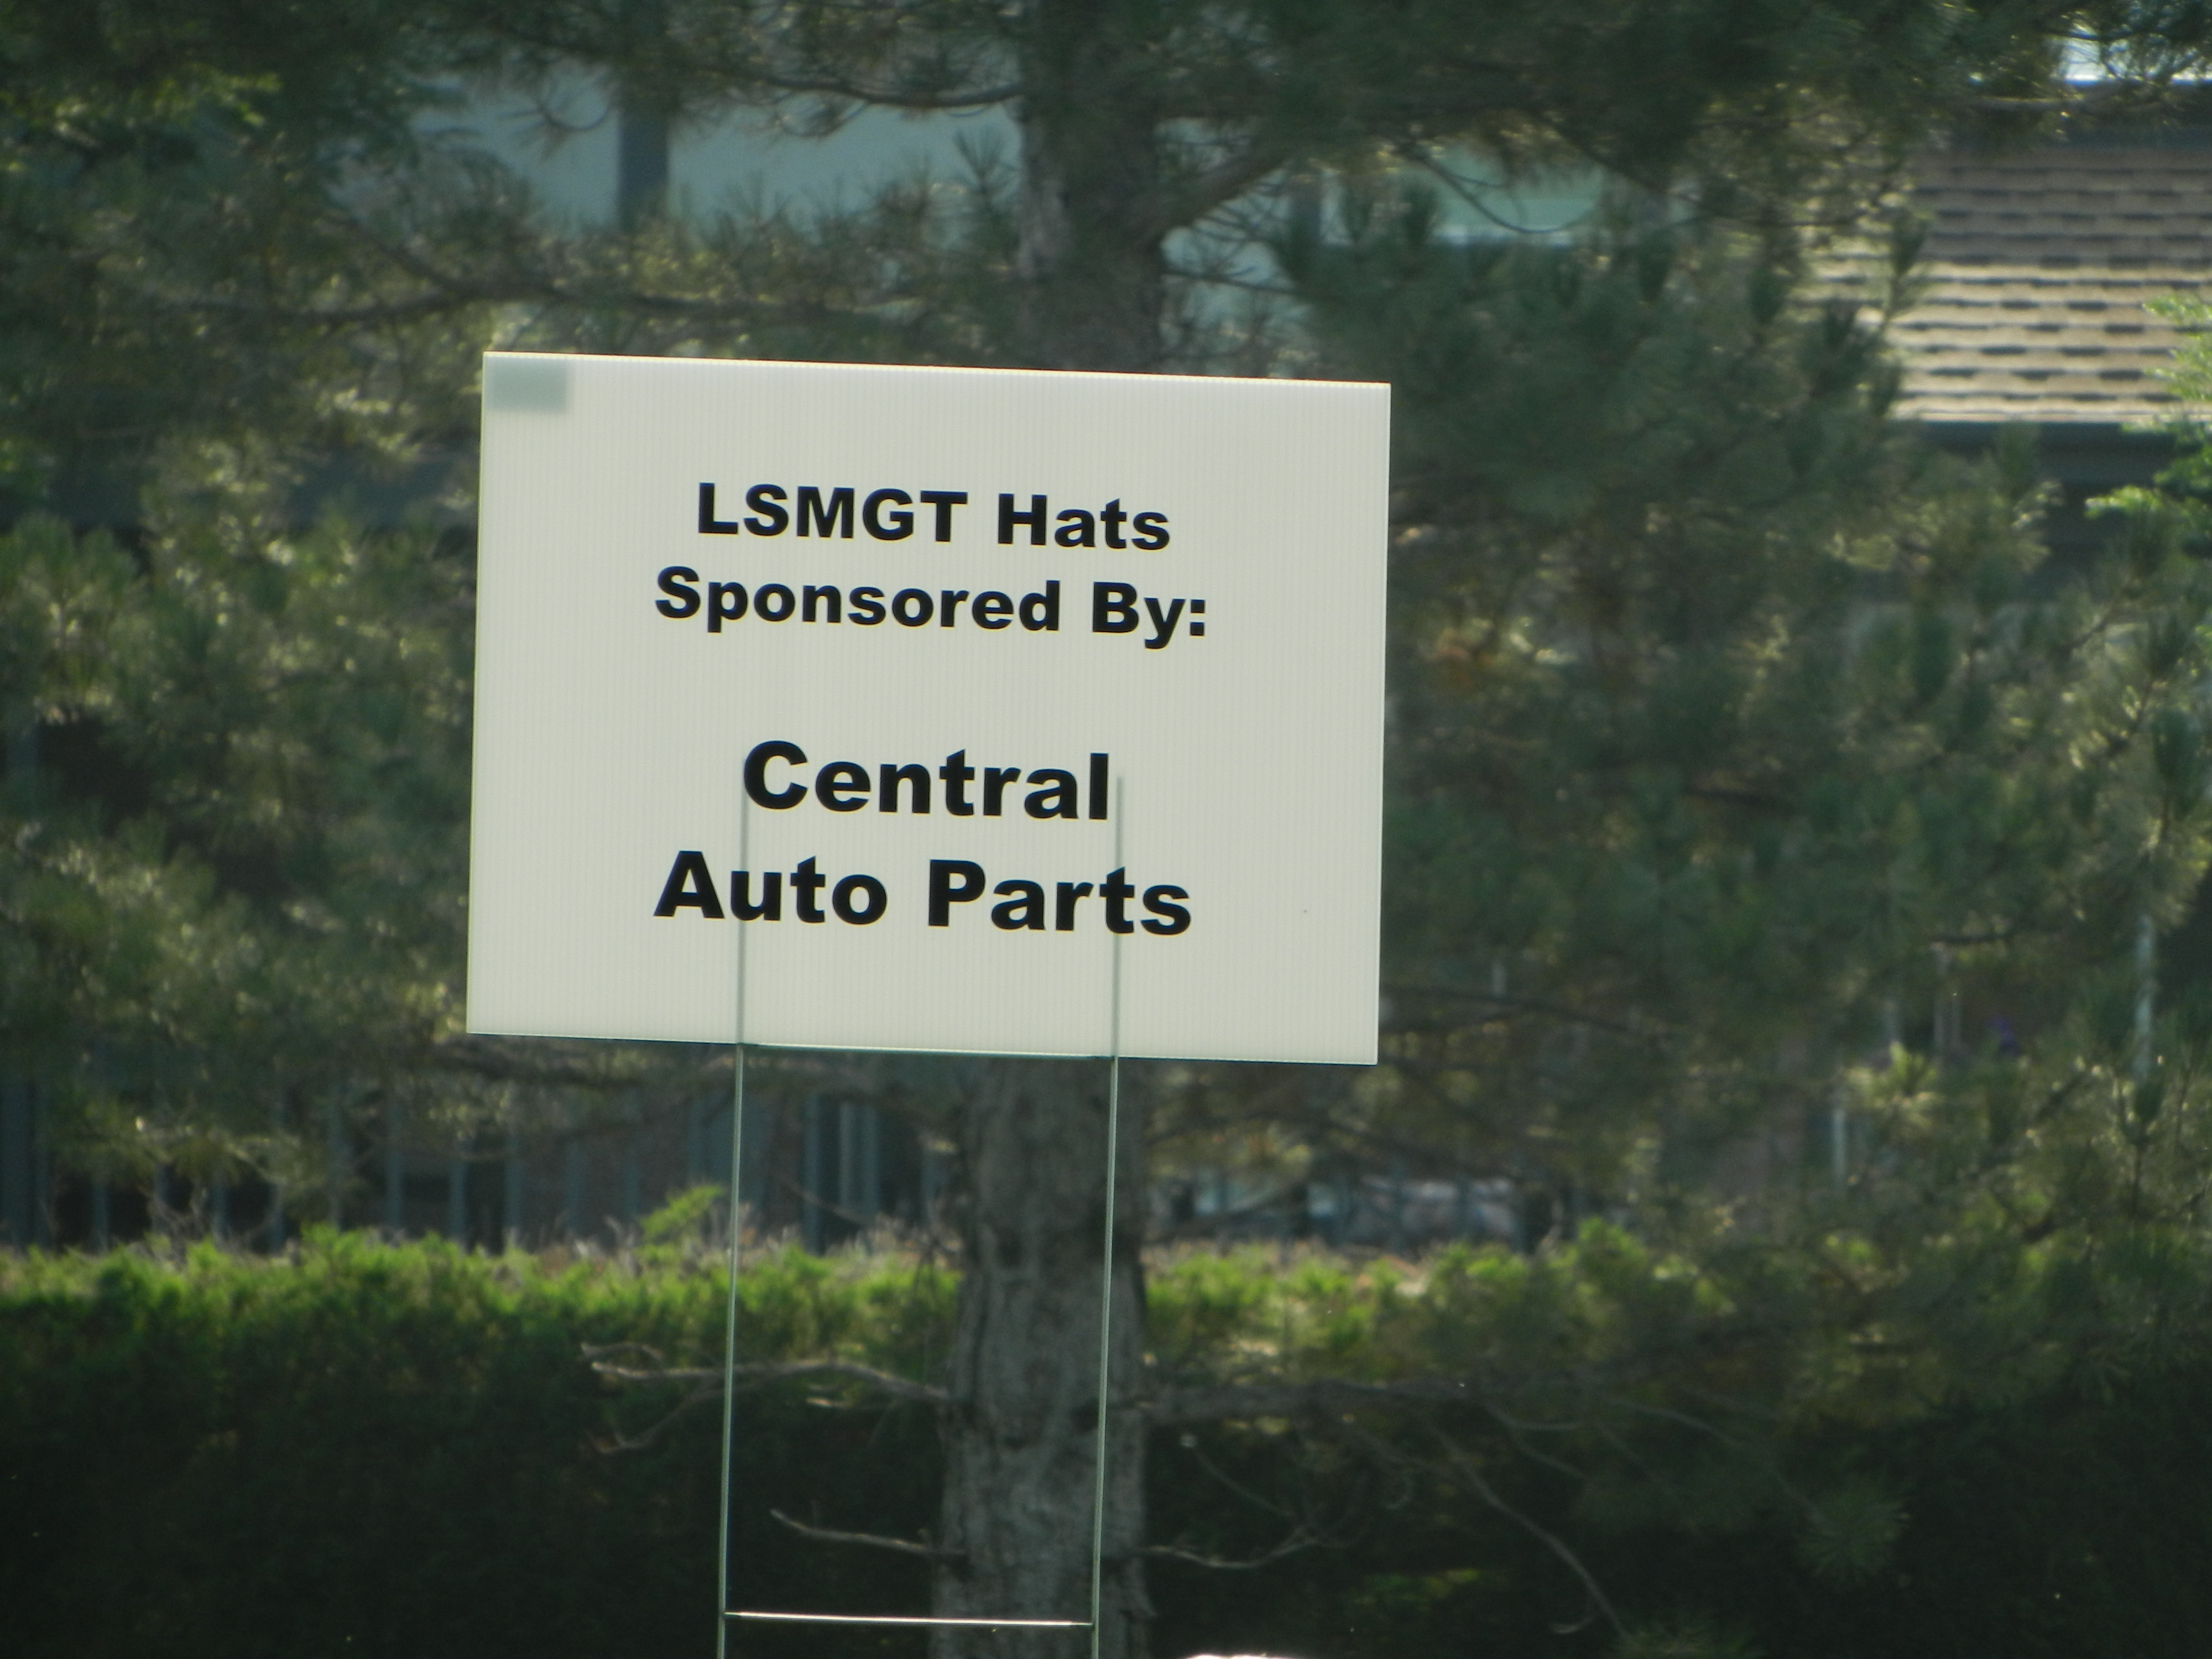 LSMGT Hats
Sponsored By:
Central
Auto Parts